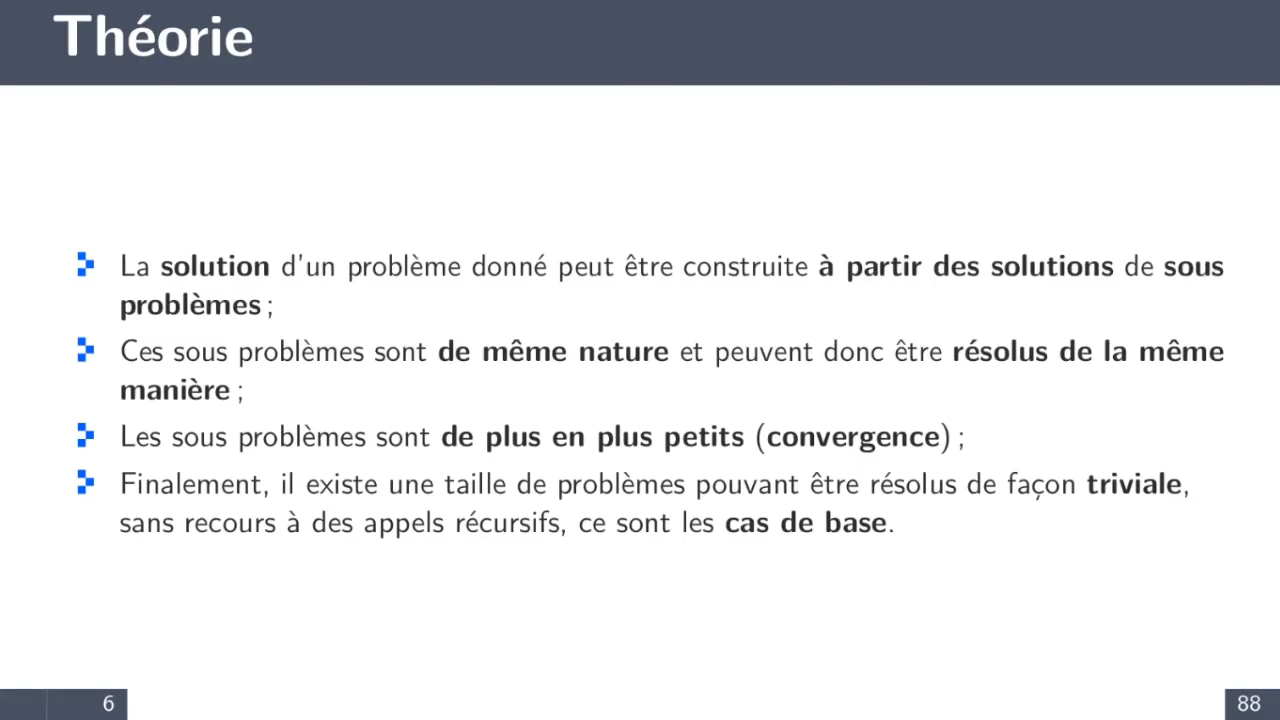 Théorie
La solution d'un problème donné peut être construite à partir des solutions de sous
problèmes ;
Ces sous problèmes sont de même nature et peuvent donc être résolus de la même
manière ;
Les sous problèmes sont de plus en plus petits (convergence) ;
Finalement, il existe une taille de problèmes pouvant être résolus de façon triviale,
sans recours à des appels récursifs, ce sont les cas de base.
6
88